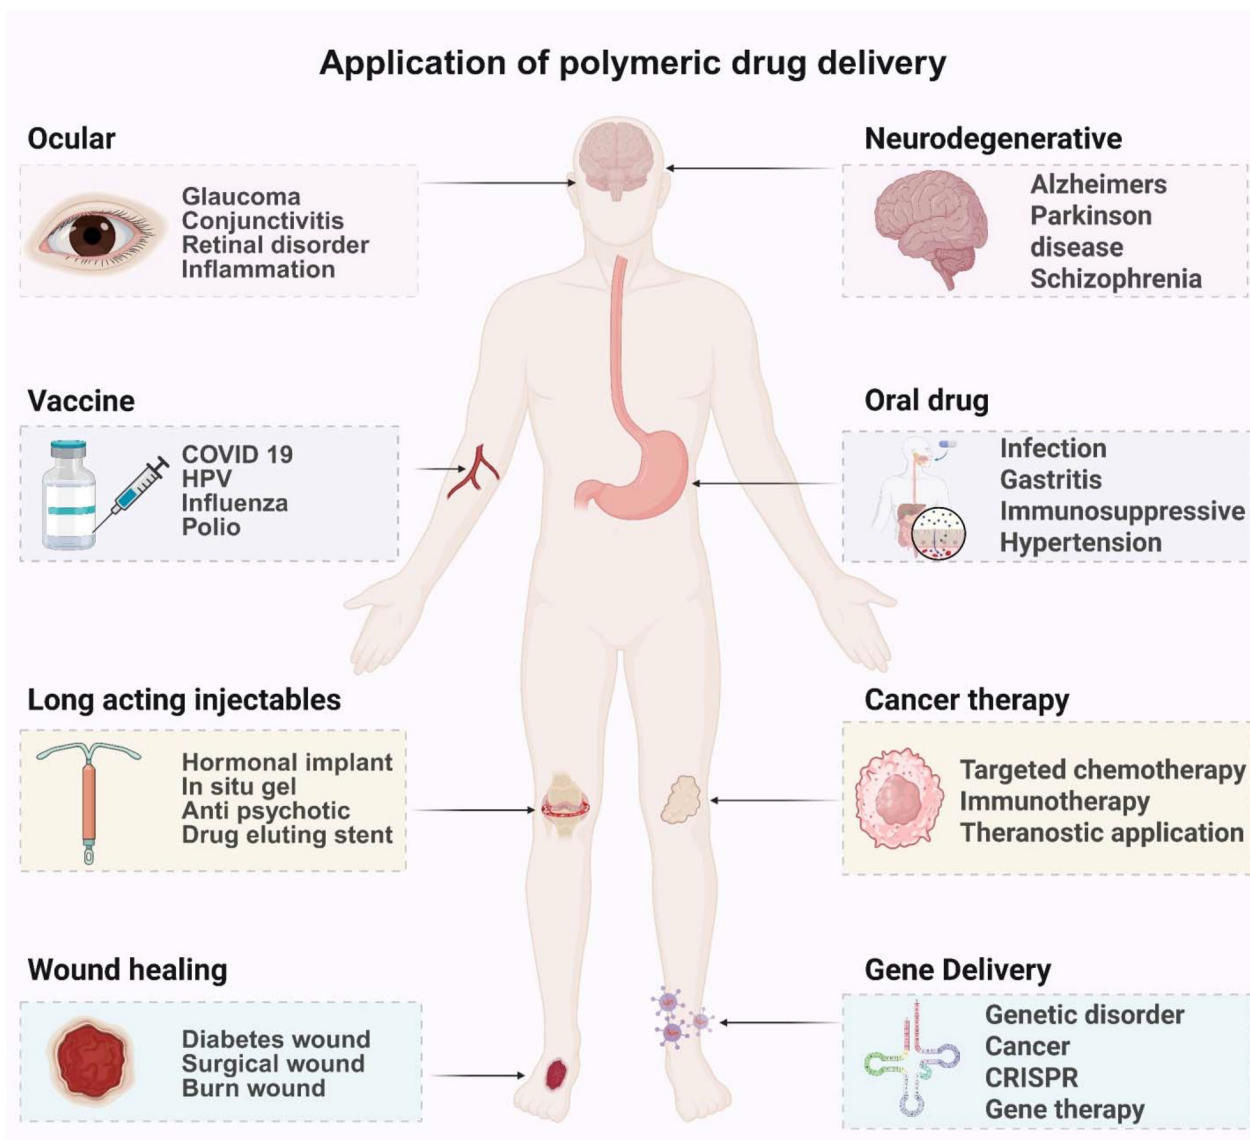 Application of polymeric drug delivery
Ocular
Glaucoma
Conjunctivitis
Retinal disorder
Inflammation
Neurodegenerative
Alzheimers
Parkinson
disease
Schizophrenia
Vaccine
COVID 19
HPV
Influenza
Polio
Oral drug
Infection
Gastritis
Immunosuppressive
Hypertension
Long acting injectables
Hormonal implant
In situ gel
Anti psychotic
Drug eluting stent
Cancer therapy
Targeted chemotherapy
Immunotherapy
Theranostic application
Wound healing
Diabetes wound
Surgical wound
Burn wound
Gene Delivery
Genetic disorder
Cancer
CRISPR
Gene therapy